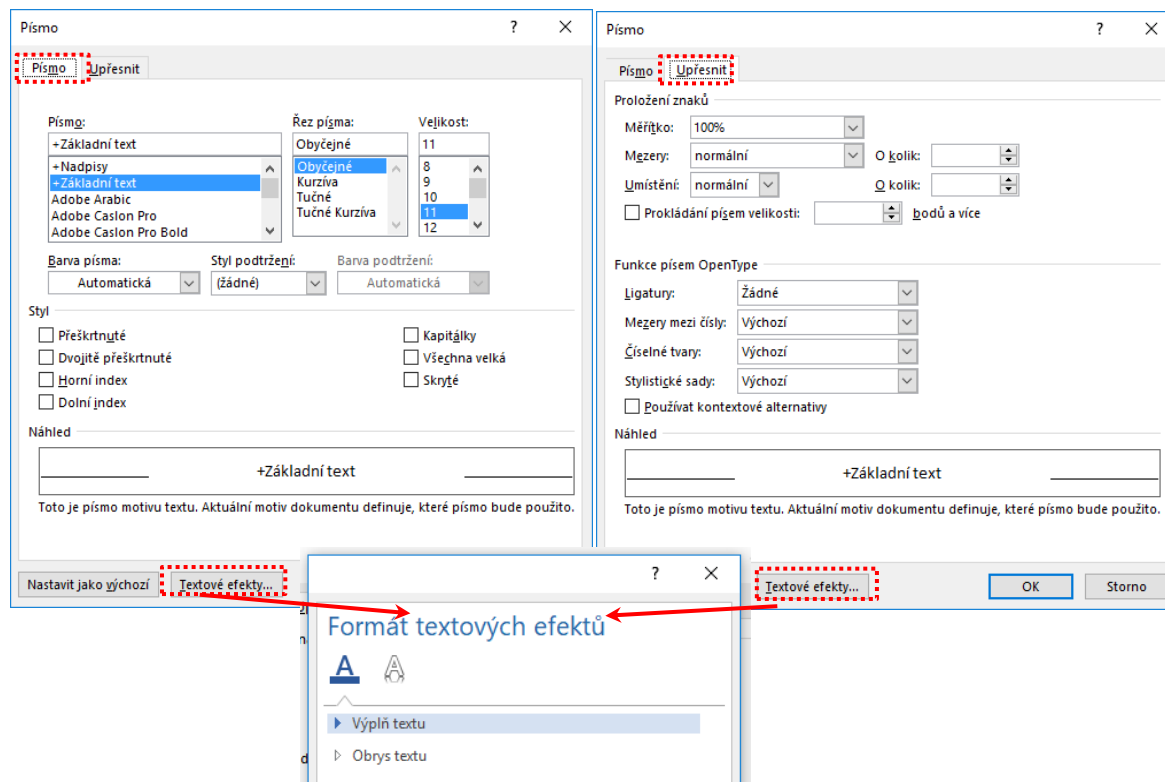 Písmo ?
Písmo Upřesnit
Písmo: Řez písma: Velikost:
+Základní text Obyčejné 11
+Nadpisy Obyčejné 8
+Základní text Kurzíva 9
Adobe Arabic Tučné 10
Adobe Caslon Pro Tučné Kurzíva 11
Adobe Caslon Pro Bold 12
Barva písma: Styl podtržení: Barva podtržení:
Automatická (žádné) Automatická
Styl
Přeškrtnuté Kapitálky
Dvojitě přeškrtnuté Všechna velká
Horní index Skryté
Dolní index
Náhled
+Základní text
Toto je písmo motivu textu. Aktuální motiv dokumentu definuje, které písmo bude použito.
Nastavit jako výchozí Textové efekty...
Písmo ?
Písmo Upřesnit
Proložení znaků
Měřítko: 100%
Mezery: normální O kolik:
Umístění: normální O kolik:
Prokládání písem velikosti: bodů a více
Funkce písem OpenType
Ligatury: Žádné
Mezery mezi čísly: Výchozí
Číselné tvary: Výchozí
Stylistické sady: Výchozí
Používat kontextové alternativy
Náhled
+Základní text
Toto je písmo motivu textu. Aktuální motiv dokumentu definuje, které písmo bude použito.
Textové efekty... OK Storno
?
Formát textových efektů
A A
Výplň textu
Obrys textu